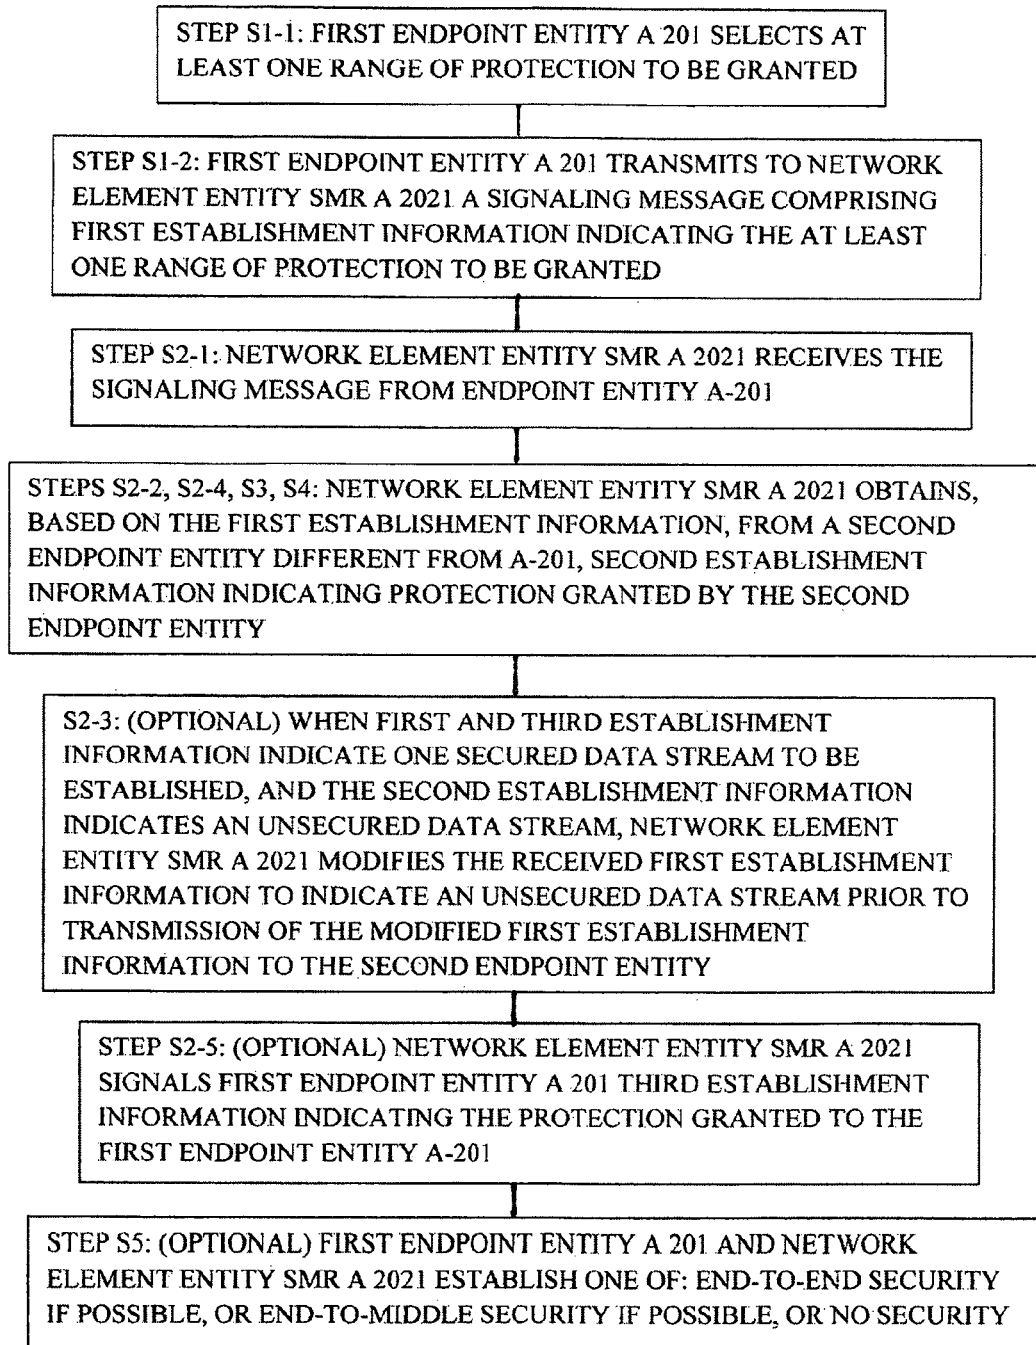 STEP S1-1: FIRST ENDPOINT ENTITY A 201 SELECTS AT
LEAST ONE RANGE OF PROTECTION TO BE GRANTED
STEP S1-2: FIRST ENDPOINT ENTITY A 201 TRANSMITS TO NETWORK
ELEMENT ENTITY SMR A 2021 A SIGNALING MESSAGE COMPRISING
FIRST ESTABLISHMENT INFORMATION INDICATING THE AT LEAST
ONE RANGE OF PROTECTION TO BE GRANTED
STEP S2-1: NETWORK ELEMENT ENTITY SMR A 2021 RECEIVES THE
SIGNALING MESSAGE FROM ENDPOINT ENTITY A-201
STEPS S2-2, S2-4, S3, S4: NETWORK ELEMENT ENTITY SMR A 2021 OBTAINS,
BASED ON THE FIRST ESTABLISHMENT INFORMATION, FROM A SECOND
ENDPOINT ENTITY DIFFERENT FROM A-201, SECOND ESTABLISHMENT
INFORMATION INDICATING PROTECTION GRANTED BY THE SECOND
ENDPOINT ENTITY
S2-3: (OPTIONAL) WHEN FIRST AND THIRD ESTABLISHMENT
INFORMATION INDICATE ONE SECURED DATA STREAM TO BE
ESTABLISHED, AND THE SECOND ESTABLISHMENT INFORMATION
INDICATES AN UNSECURED DATA STREAM, NETWORK ELEMENT
ENTITY SMR A 2021 MODIFIES THE RECEIVED FIRST ESTABLISHMENT
INFORMATION TO INDICATE AN UNSECURED DATA STREAM PRIOR TO
TRANSMISSION OF THE MODIFIED FIRST ESTABLISHMENT
INFORMATION TO THE SECOND ENDPOINT ENTITY
STEP S2-5: (OPTIONAL) NETWORK ELEMENT ENTITY SMR A 2021
SIGNALS FIRST ENDPOINT ENTITY A 201 THIRD ESTABLISHMENT
INFORMATION INDICATING THE PROTECTION GRANTED TO THE
FIRST ENDPOINT ENTITY A-201
STEP S5: (OPTIONAL) FIRST ENDPOINT ENTITY A 201 AND NETWORK
ELEMENT ENTITY SMR A 2021 ESTABLISH ONE OF: END-TO-END SECURITY
IF POSSIBLE, OR END-TO-MIDDLE SECURITY IF POSSIBLE, OR NO SECURITY